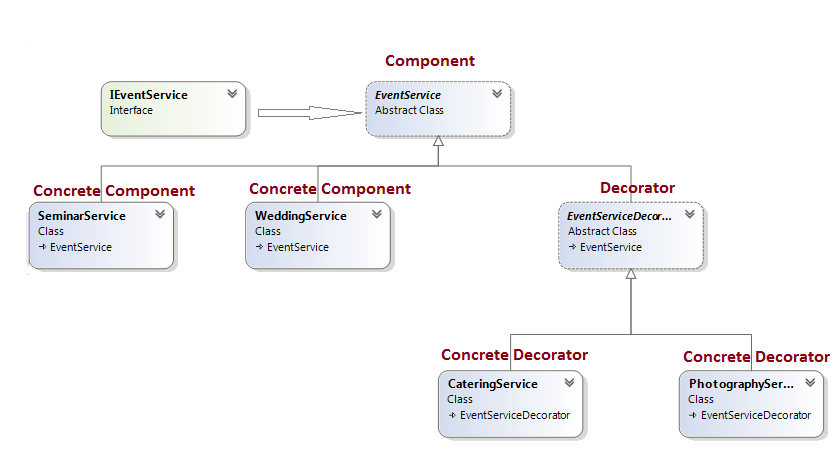 Component
IEventService
Interface
EventService
Abstract Class
Concrete Component
Concrete Component
Decorator
SeminarService
Class
EventService
WeddingService
Class
EventService
EventServiceDecor...
Abstract Class
EventService
Concrete Decorator
Concrete Decorator
CateringService
Class
EventServiceDecorator
PhotographySer...
Class
EventServiceDecorator